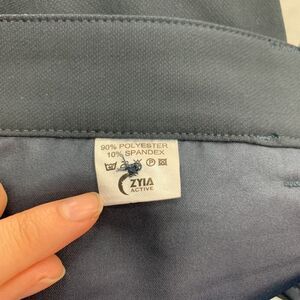 90% POLYESTER
10% SPANDEX
ZYIA
ACTIVE